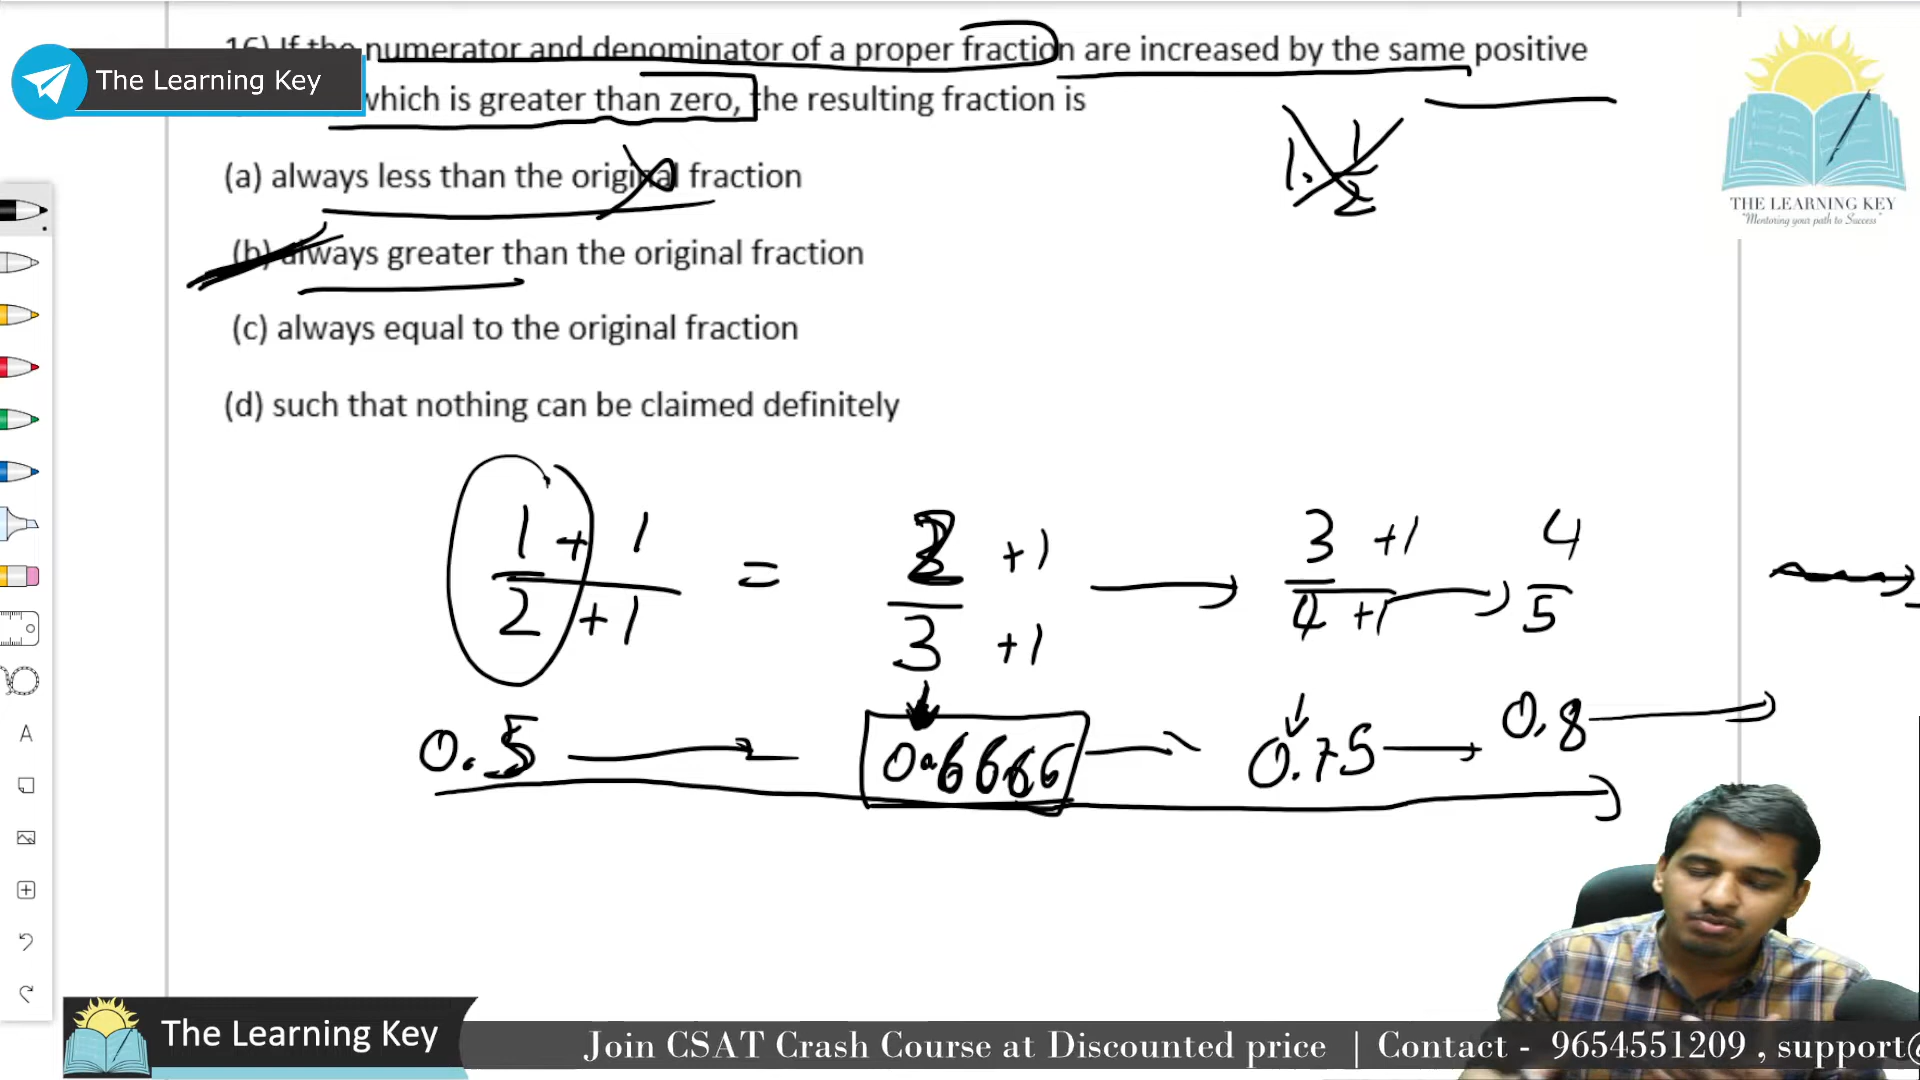 16) If the numerator and denominator of a proper fraction are increased by the same positive
The Learning Key
which is greater than zero, the resulting fraction is
1. 1/2
THE LEARNING KEY
"Mentoring your path to Success"
(a) always less than the original fraction
(b) always greater than the original fraction
(c) always equal to the original fraction
(d) such that nothing can be claimed definitely
1 + 1 / 2 + 1 = 2 + 1 / 3 + 1 → 3 + 1 / 4 + 1 → 4 / 5
0.5 → 0.6666 → 0.75 → 0.8 →
A
The Learning Key
Join CSAT Crash Course at Discounted price | Contact - 9654551209 , support@